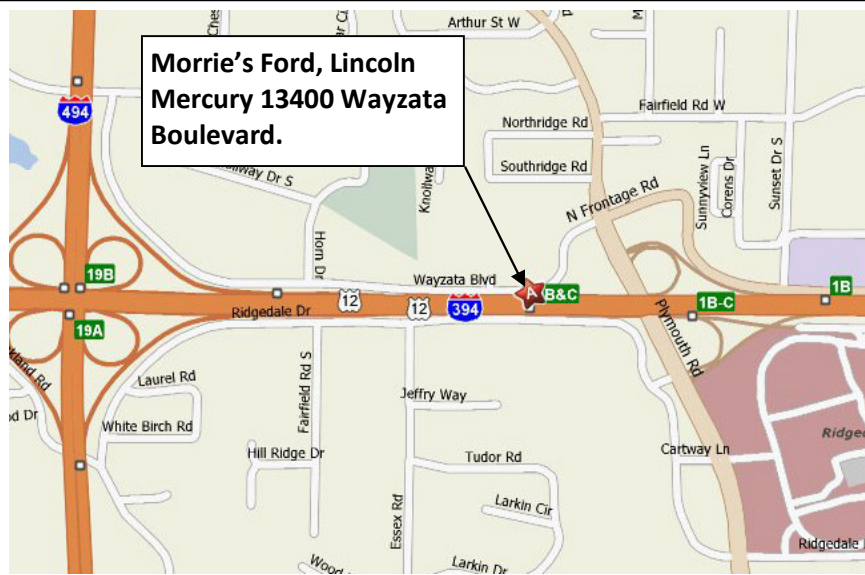 Arthur St W
Morrie's Ford, Lincoln
Mercury 13400 Wayzata
Boulevard.
494
Fairfield Rd W
Northridge Rd
Southridge Rd
Dr S
N Frontage Rd
Sunnyview Ln
Corens Dr
Sunset Dr S
Horn Dr
19B
Wayzata Blvd
A
B&C
1B
12
12
394
1B-C
Ridgedale Dr
19A
Plymouth Rd
Laurel Rd
Fairfield Rd S
Jeffry Way
White Birch Rd
Hill Ridge Dr
Tudor Rd
Cartway Ln
Essex Rd
Larkin Cir
Larkin Dr
Ridgedale